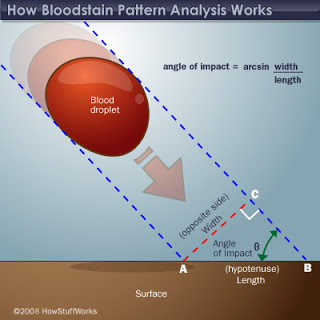 How Bloodstain Pattern Analysis Works
angle of impact = arcsin width
length
Blood
droplet
(opposite side)
Width
C
Angle
of Impact θ
A
B
(hypotenuse)
Length
Surface
©2008 HowStuffWorks